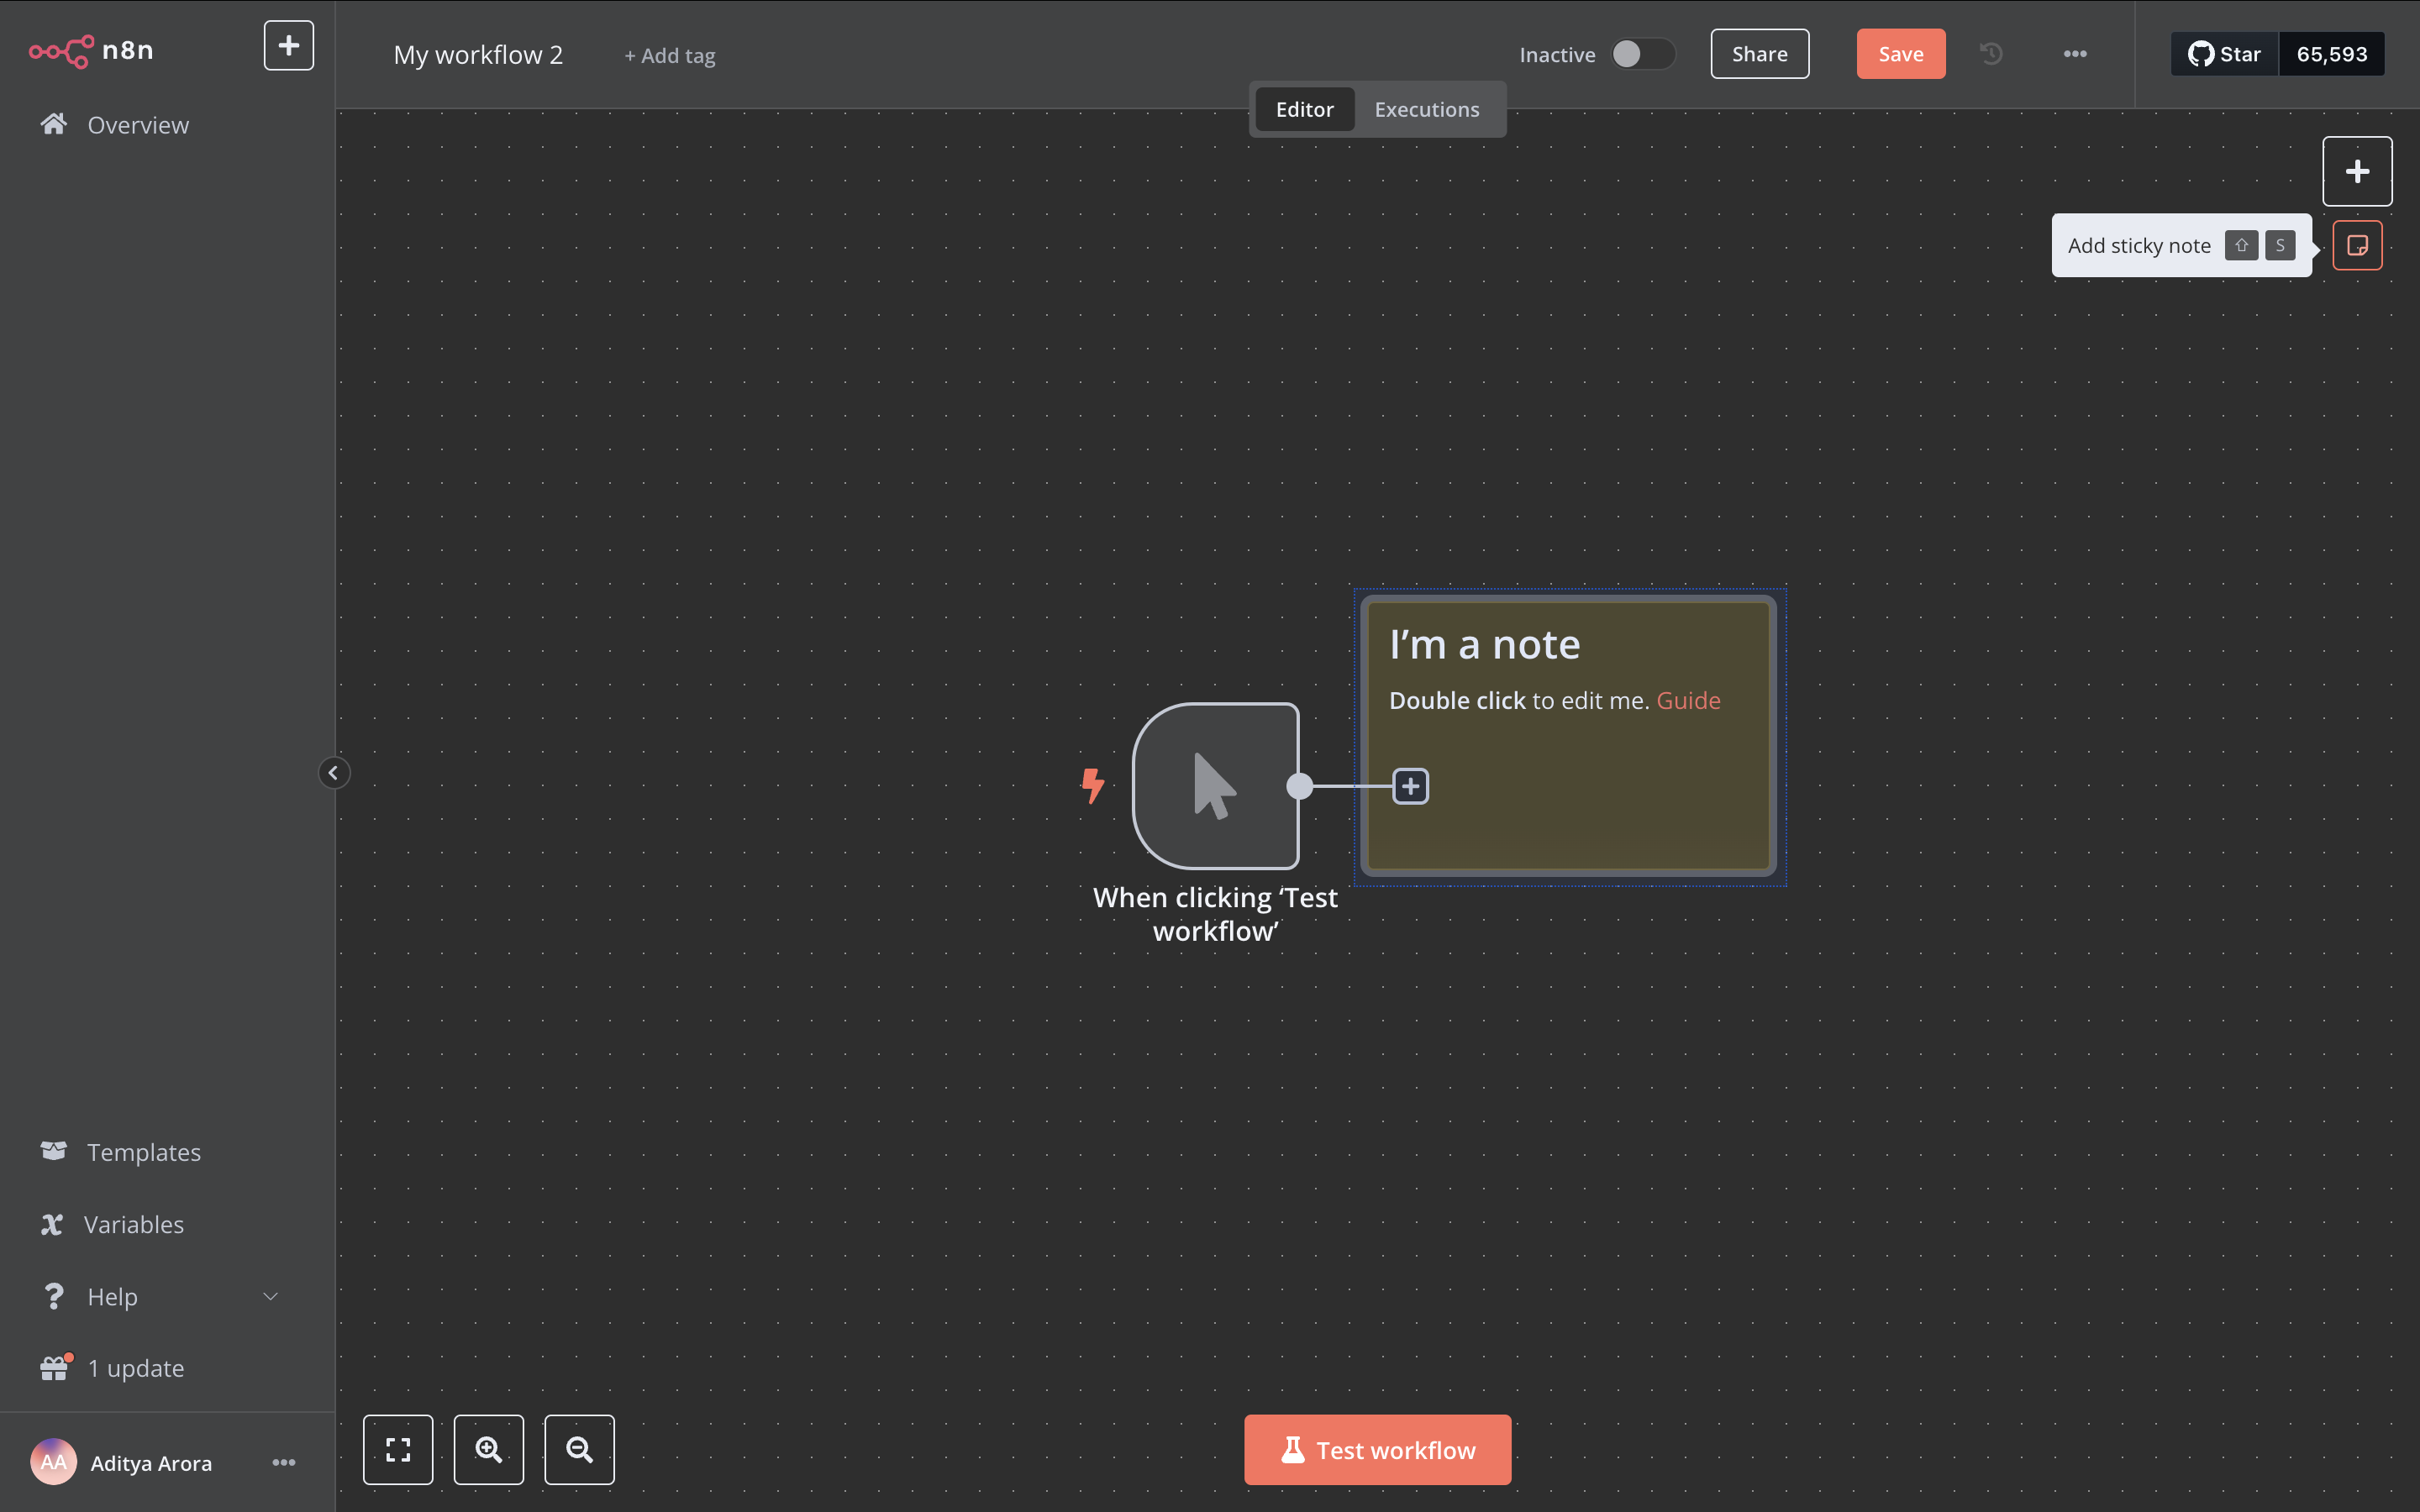 n8n
My workflow 2
+ Add tag
Inactive
Share
Save
Star
65,593
Editor
Executions
Overview
Add sticky note
⇧
S
I’m a note
Double click to edit me. Guide
When clicking ‘Test
workflow’
Templates
Variables
Help
1 update
AA
Aditya Arora
Test workflow